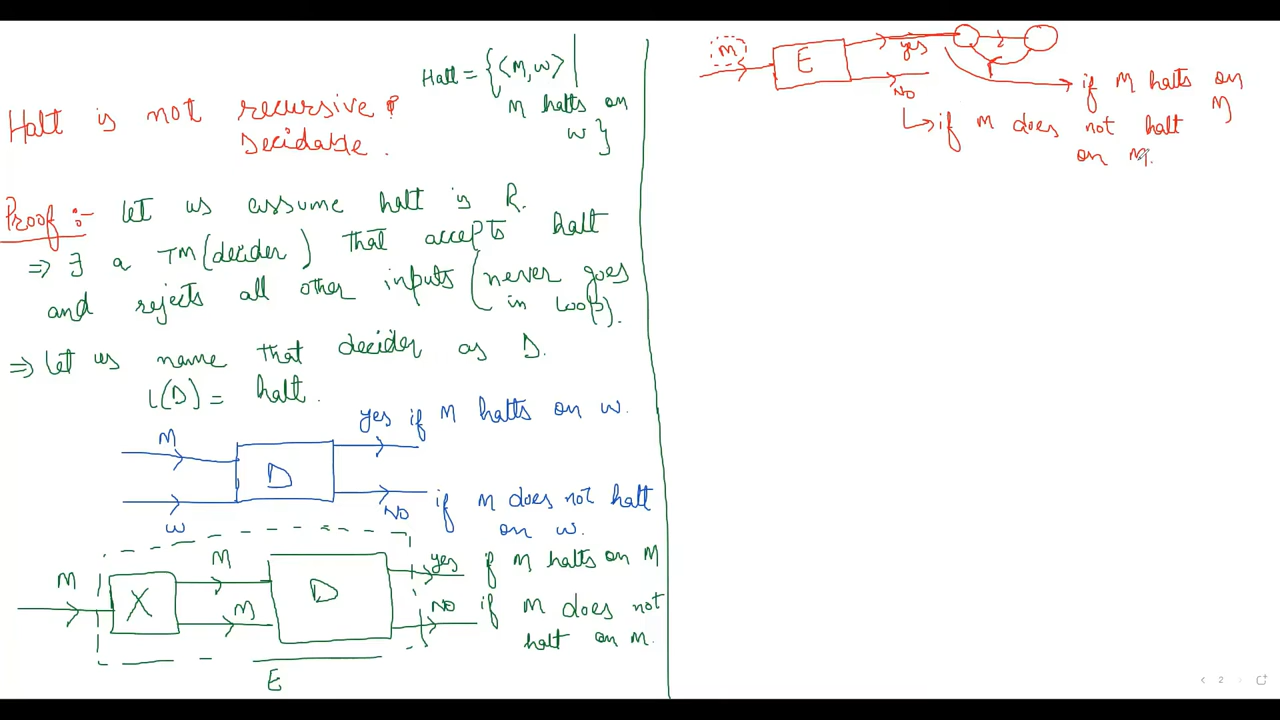 Halt is not recursive &
Decidable.
Halt = {<M,w> |
M halts on
w}
Proof :- Let us assume halt is R.
=> ∃ a TM (decider) that accepts halt
and rejects all other inputs (never goes
in loop).
=> Let us name that decider as D.
L(D) = halt.
M
w
D
yes if M halts on w.
NO if M does not halt
on w.
M
X
M
M
D
yes if M halts on M
NO if M does not
halt on M.
E
M
E
yes
NO
if M halts on
M
if M does not halt
on M.
2